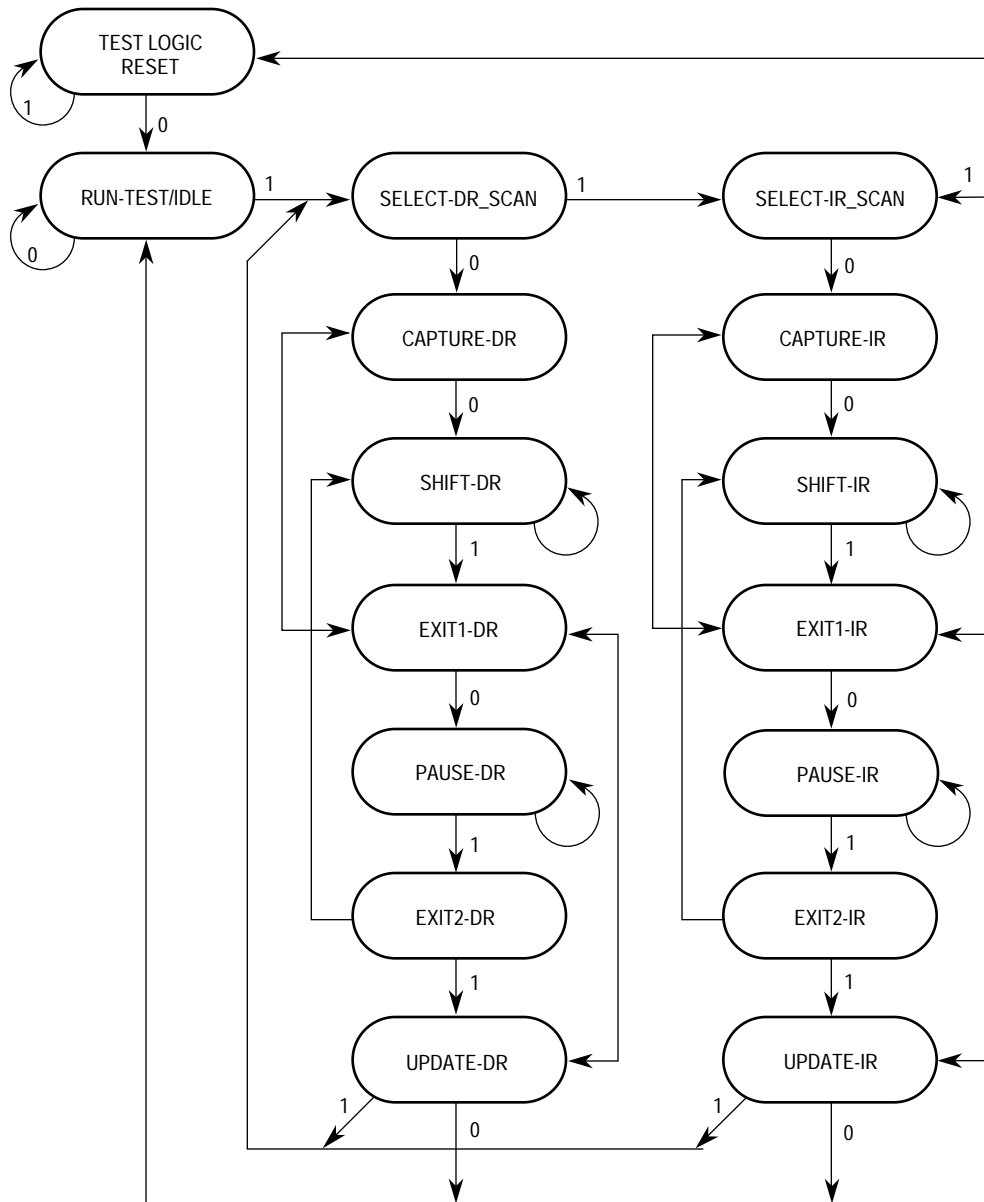 TEST LOGIC
RESET
1
0
RUN-TEST/IDLE
1
SELECT-DR_SCAN
1
SELECT-IR_SCAN
1
0
0
0
CAPTURE-DR
CAPTURE-IR
0
0
SHIFT-DR
SHIFT-IR
1
1
EXIT1-DR
EXIT1-IR
0
0
PAUSE-DR
PAUSE-IR
1
1
EXIT2-DR
EXIT2-IR
1
1
UPDATE-DR
UPDATE-IR
1
0
1
0